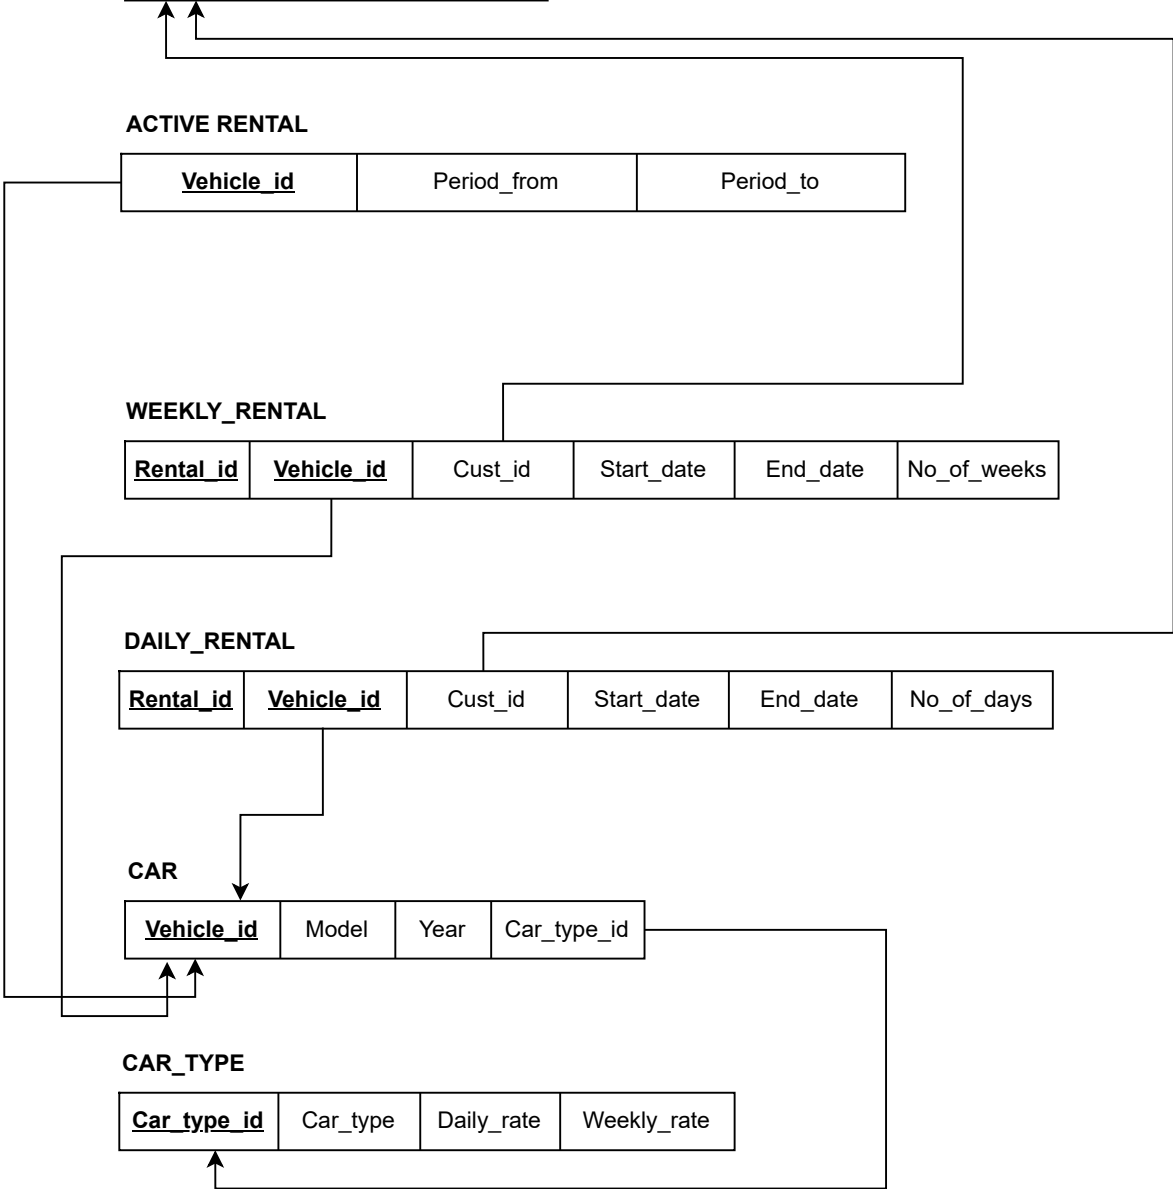 ACTIVE RENTAL
Vehicle_id Period_from Period_to
WEEKLY_RENTAL
Rental_id Vehicle_id Cust_id Start_date End_date No_of_weeks
DAILY_RENTAL
Rental_id Vehicle_id Cust_id Start_date End_date No_of_days
CAR
Vehicle_id Model Year Car_type_id
CAR_TYPE
Car_type_id Car_type Daily_rate Weekly_rate